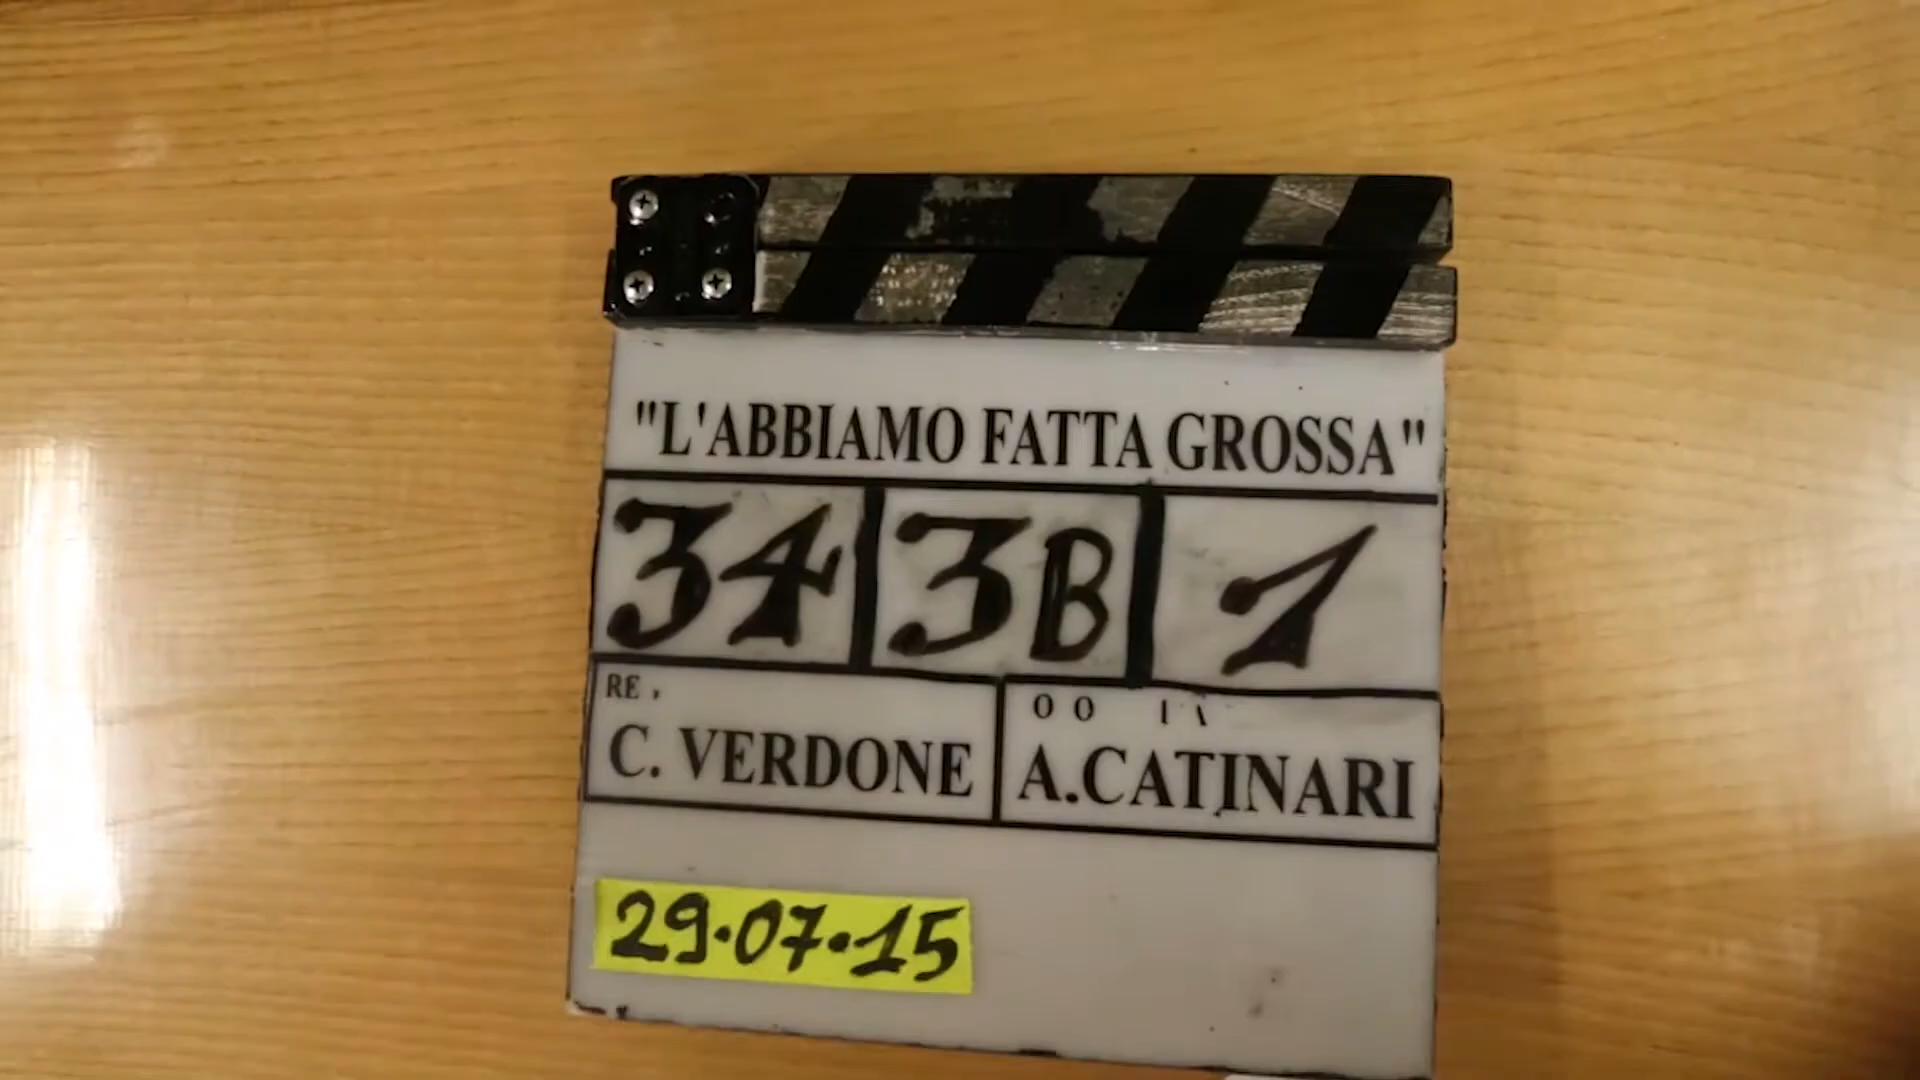 "L'ABBIAMO FATTA GROSSA"
34 3B 1
RE
C. VERDONE A.CATINARI
29.07.15